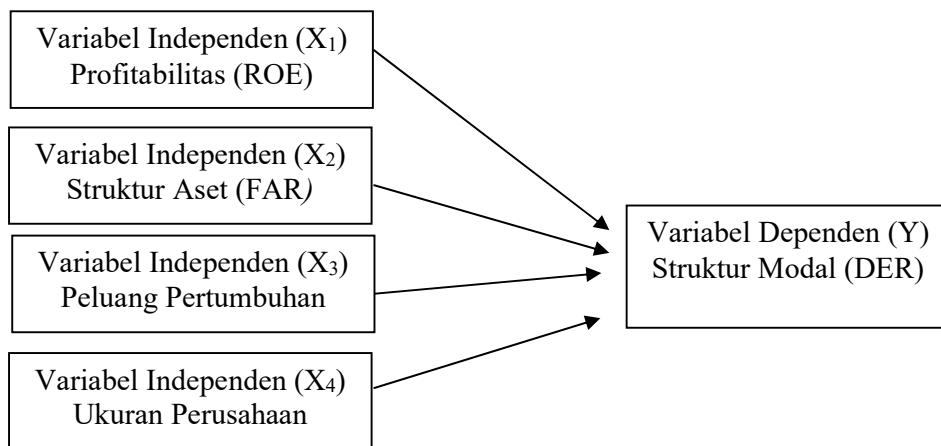 Variabel Independen (X₁)
Profitabilitas (ROE)
Variabel Independen (X₂)
Struktur Aset (FAR)
Variabel Independen (X₃)
Peluang Pertumbuhan
Variabel Independen (X₄)
Ukuran Perusahaan
Variabel Dependen (Y)
Struktur Modal (DER)